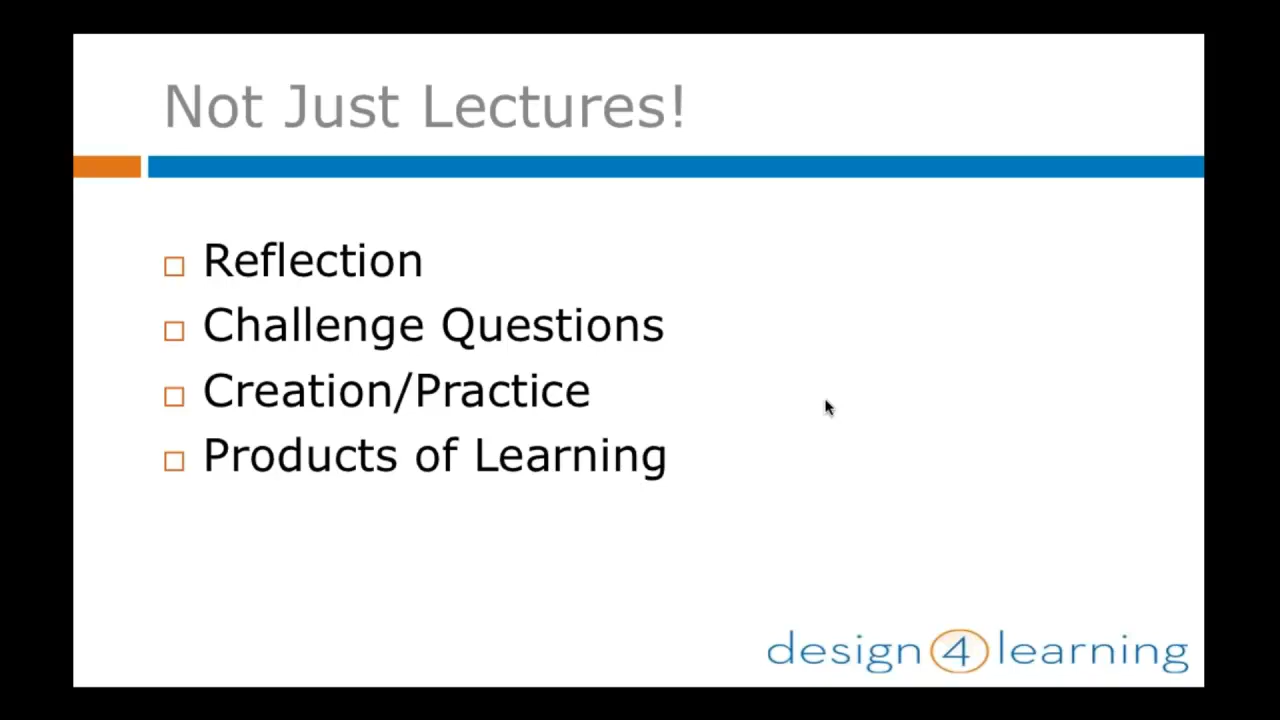 Not Just Lectures!
Reflection
Challenge Questions
Creation/Practice
Products of Learning
design 4 learning